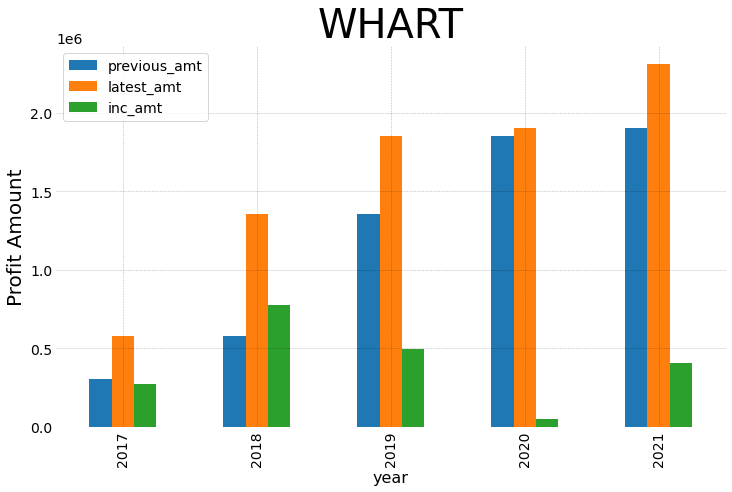 WHART
1e6
previous_amt
latest_amt
inc_amt
Profit Amount
2.0
1.5
1.0
0.5
0.0
2017
2018
2019
2020
2021
year